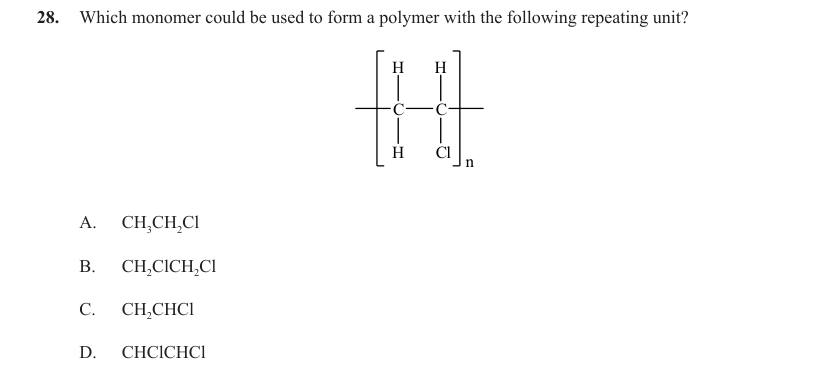 28. Which monomer could be used to form a polymer with the following repeating unit?
H H
C C
H Cl
n
A. CH₃CH₂Cl
B. CH₂ClCH₂Cl
C. CH₂CHCl
D. CHClCHCl